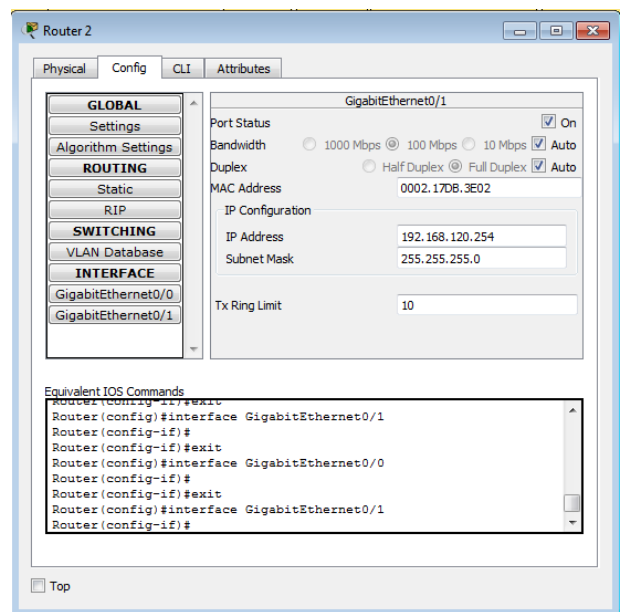 Router 2
Physical Config CLI Attributes
GLOBAL
Settings
Algorithm Settings
ROUTING
Static
RIP
SWITCHING
VLAN Database
INTERFACE
GigabitEthernet0/0
GigabitEthernet0/1
GigabitEthernet0/1
Port Status On
Bandwidth 1000 Mbps 100 Mbps 10 Mbps Auto
Duplex Half Duplex Full Duplex Auto
MAC Address 0002.17DB.3E02
IP Configuration
IP Address 192.168.120.254
Subnet Mask 255.255.255.0
Tx Ring Limit 10
Equivalent IOS Commands
Router(config-if)#exit
Router(config)#interface GigabitEthernet0/1
Router(config-if)#
Router(config-if)#exit
Router(config)#interface GigabitEthernet0/0
Router(config-if)#
Router(config-if)#exit
Router(config)#interface GigabitEthernet0/1
Router(config-if)#
Top